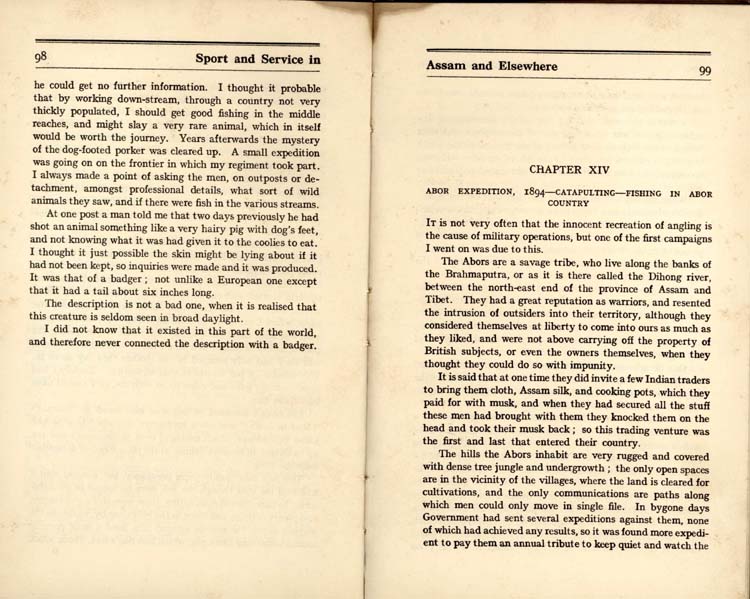 98
Sport and Service in
he could get no further information. I thought it probable
that by working down-stream, through a country not very
thickly populated, I should get good fishing in the middle
reaches, and might slay a very rare animal, which in itself
would be worth the journey. Years afterwards the mystery
of the dog-footed porker was cleared up. A small expedition
was going on on the frontier in which my regiment took part.
I always made a point of asking the men, on outposts or de-
tachment, amongst professional details, what sort of wild
animals they saw, and if there were fish in the various streams.
At one post a man told me that two days previously he had
shot an animal something like a very hairy pig with dog's feet,
and not knowing what it was had given it to the coolies to eat.
I thought it just possible the skin might be lying about if it
had not been kept, so inquiries were made and it was produced.
It was that of a badger ; not unlike a European one except
that it had a tail about six inches long.
The description is not a bad one, when it is realised that
this creature is seldom seen in broad daylight.
I did not know that it existed in this part of the world,
and therefore never connected the description with a badger.
Assam and Elsewhere
99
CHAPTER XIV
ABOR EXPEDITION, 1894—CATAPULTING—FISHING IN ABOR
COUNTRY
IT is not very often that the innocent recreation of angling is
the cause of military operations, but one of the first campaigns
I went on was due to this.
The Abors are a savage tribe, who live along the banks of
the Brahmaputra, or as it is there called the Dihong river,
between the north-east end of the province of Assam and
Tibet. They had a great reputation as warriors, and resented
the intrusion of outsiders into their territory, although they
considered themselves at liberty to come into ours as much as
they liked, and were not above carrying off the property of
British subjects, or even the owners themselves, when they
thought they could do so with impunity.
It is said that at one time they did invite a few Indian traders
to bring them cloth, Assam silk, and cooking pots, which they
paid for with musk, and when they had secured all the stuff
these men had brought with them they knocked them on the
head and took their musk back ; so this trading venture was
the first and last that entered their country.
The hills the Abors inhabit are very rugged and covered
with dense tree jungle and undergrowth ; the only open spaces
are in the vicinity of the villages, where the land is cleared for
cultivations, and the only communications are paths along
which men could only move in single file. In bygone days
Government had sent several expeditions against them, none
of which had achieved any results, so it was found more expedi-
ent to pay them an annual tribute to keep quiet and watch the